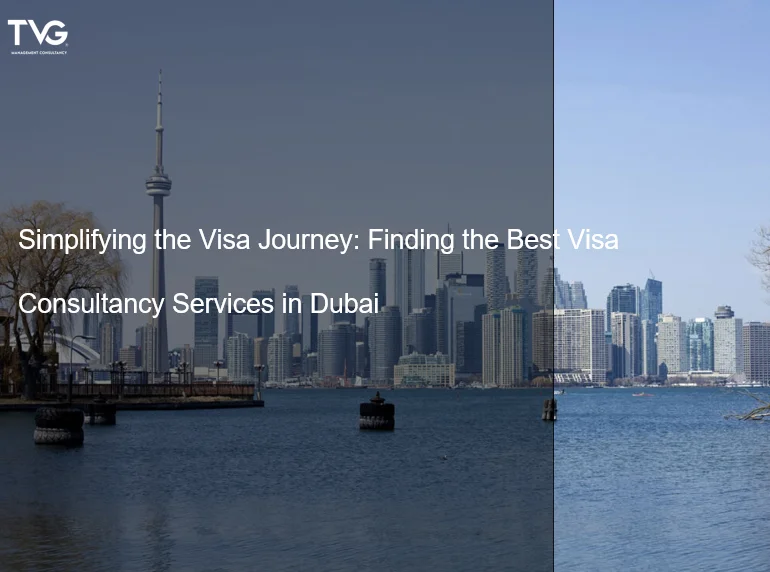 TVG
MANAGEMENT CONSULTANCY
Simplifying the Visa Journey: Finding the Best Visa
Consultancy Services in Dubai